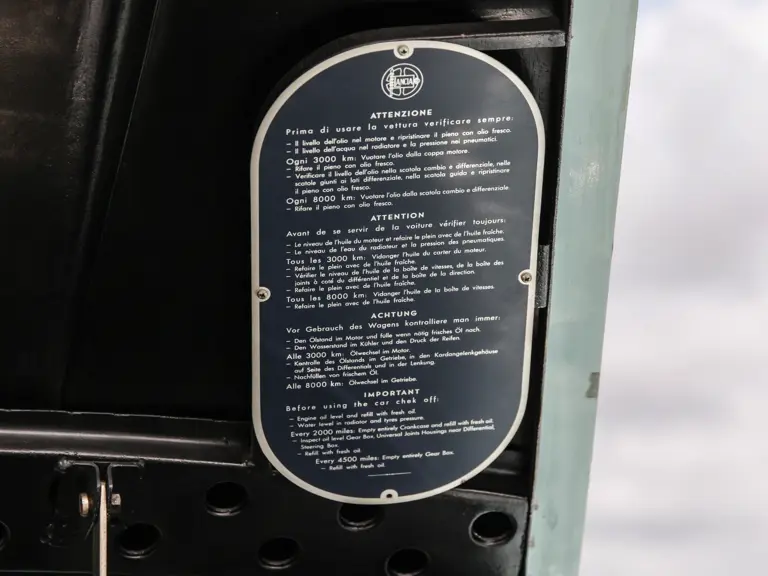 LANCIA
ATTENZIONE
Prima di usare la vettura verificare sempre:
– Il livello dell'olio nel motore e ripristinare il pieno con olio fresco.
– Il livello dell'acqua nel radiatore e la pressione nei pneumatici.
Ogni 3000 km: Vuotare l'olio dalla coppa motore.
– Rifare il pieno con olio fresco.
– Verificare il livello dell'olio nella scatola cambio e differenziale, nelle
scatole giunti ai lati differenziale, nella scatola guida e ripristinare
il pieno con olio fresco.
Ogni 8000 km: Vuotare l'olio dalla scatola cambio e differenziale.
– Rifare il pieno con olio fresco.
ATTENTION
Avant de se servir de la voiture vérifier toujours:
– Le niveau de l'huile du moteur et refaire le plein avec de l'huile fraîche.
– Le niveau de l'eau du radiateur et la pression des pneumatiques.
Tous les 3000 km: Vidanger l'huile du carter du moteur.
– Refaire le plein avec de l'huile fraîche.
– Vérifier le niveau de l'huile de la boîte de vitesses, de la boîte des
joints à coté du différentiel et de la boîte de la direction.
– Refaire le plein avec de l'huile fraîche.
Tous les 8000 km: Vidanger l'huile de la boîte de vitesses.
– Refaire le plein avec de l'huile fraîche.
ACHTUNG
Vor Gebrauch des Wagens kontrolliere man immer:
– Den Ölstand im Motor und fülle wenn nötig frisches Öl nach.
– Den Wasserstand im Kühler und den Druck der Reifen.
Alle 3000 km: Ölwechsel im Motor.
– Kontrolle des Ölstands im Getriebe, in den Kardangelenkgehäuse
auf Seite des Differentials und in der Lenkung.
– Nachfüllen von frischem Öl.
Alle 8000 km: Ölwechsel im Getriebe.
IMPORTANT
Before using the car chek off:
– Engine oil level and refill with fresh oil.
– Water lewel in radiator and tyres pressure.
Every 2000 miles: Empty entirely Crankcase and refill with fresh oil.
– Inspect oil level Gear Box, Universal Joints Housings near Differential,
Steering Box.
– Refill with fresh oil.
Every 4500 miles: Empty entirely Gear Box.
– Refill with fresh oil.